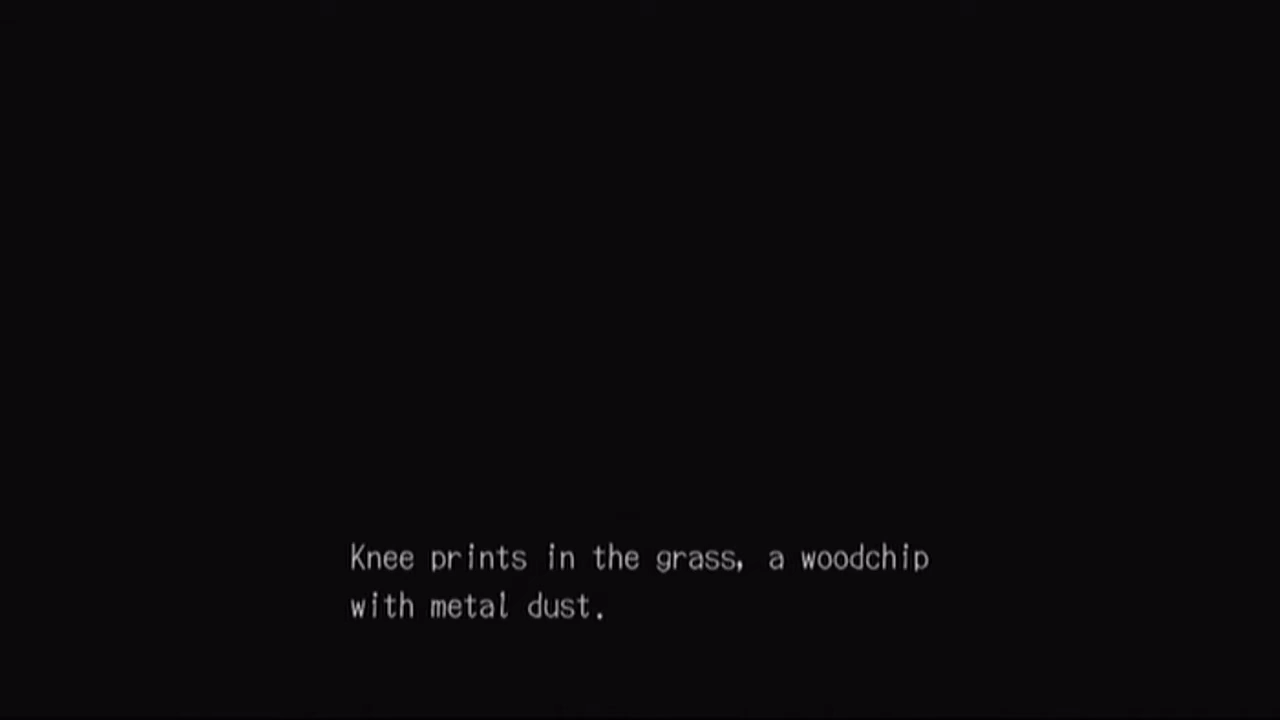 Knee prints in the grass, a woodchip
with metal dust.